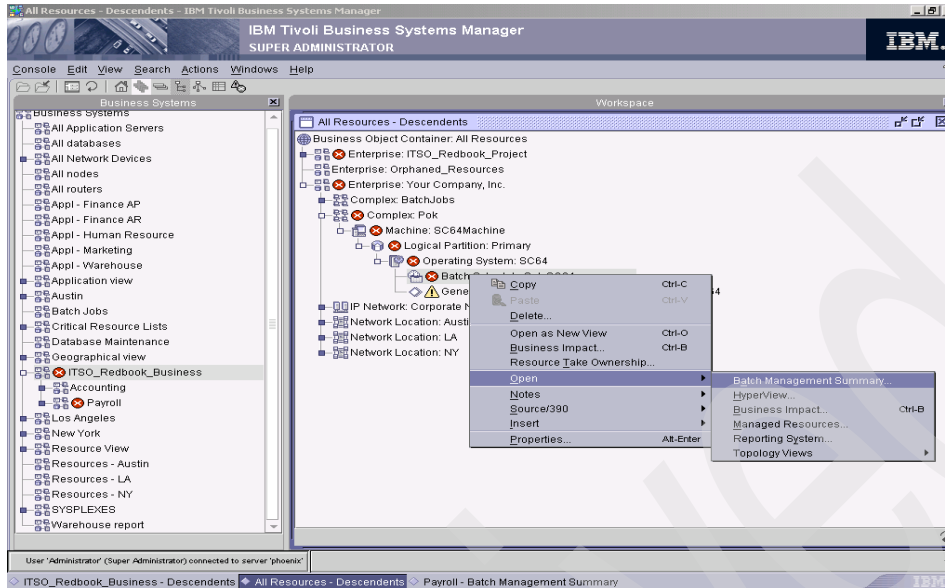 All Resources - Descendents - IBM Tivoli Business Systems Manager
IBM Tivoli Business Systems Manager
SUPER ADMINISTRATOR
IBM.
Console Edit View Search Actions Windows Help
Business Systems
Business Systems
All Application Servers
All databases
All Network Devices
All nodes
All routers
Appl - Finance AP
Appl - Finance AR
Appl - Human Resource
Appl - Marketing
Appl - Warehouse
Application view
Austin
Batch Jobs
Critical Resource Lists
Database Maintenance
Geographical view
ITSO_Redbook_Business
Accounting
Payroll
Los Angeles
New York
Resource View
Resources - Austin
Resources - LA
Resources - NY
SYSPLEXES
Warehouse report
Workspace
All Resources - Descendents
Business Object Container: All Resources
Enterprise: ITSO_Redbook_Project
Enterprise: Orphaned_Resources
Enterprise: Your Company, Inc.
Complex: BatchJobs
Complex: Pok
Machine: SC64Machine
Logical Partition: Primary
Operating System: SC64
Batch
Gene
IP Network: Corporate N
Network Location: Austi
Network Location: LA
Network Location: NY
Copy Ctrl-C
Paste Ctrl-V
Delete...
Open as New View Ctrl-O
Business Impact... Ctrl-B
Resource Take Ownership...
Open
Notes
Source/390
Insert
Properties... Alt-Enter
Batch Management Summary...
HyperView...
Business Impact... Ctrl-B
Managed Resources...
Reporting System...
Topology Views
User 'Administrator' (Super Administrator) connected to server 'phoenix'
ITSO_Redbook_Business - Descendents All Resources - Descendents Payroll - Batch Management Summary
IBM